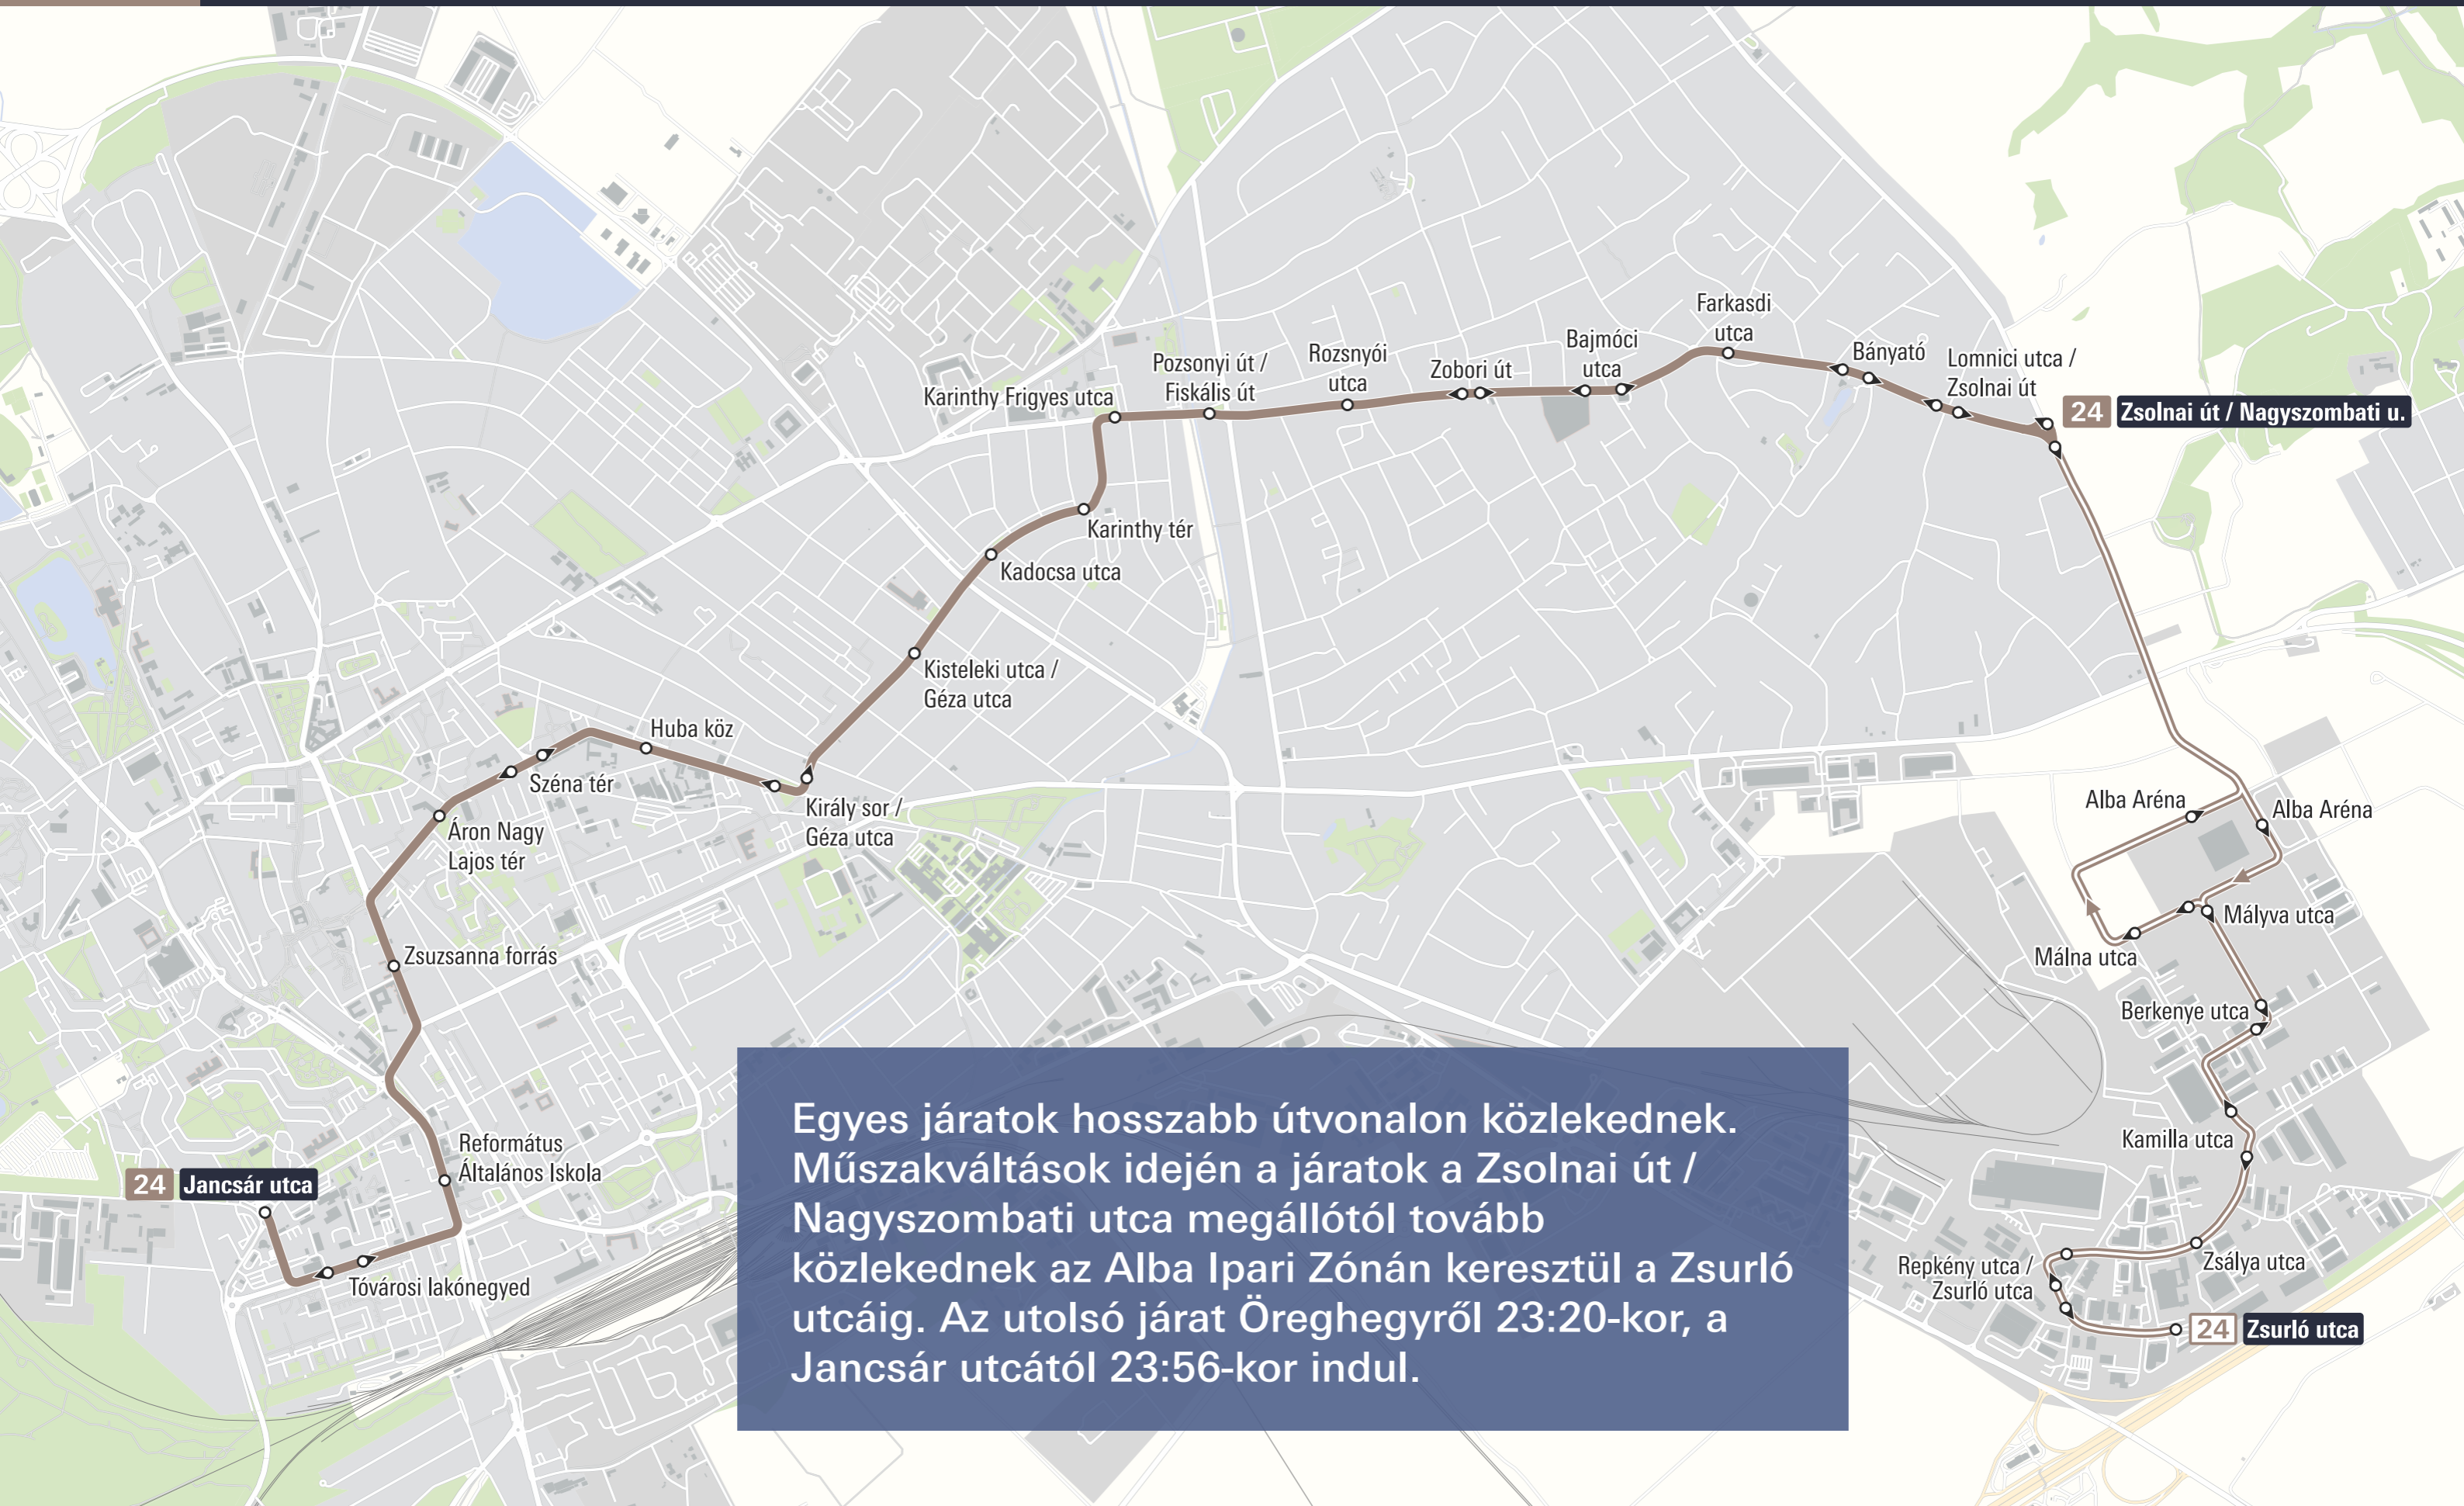 Farkasdi
utca
Bajmóci
utca
Bányató
Lomnici utca /
Zsolnai út
Rozsnyói
utca
Zobori út
Pozsonyi út /
Fiskális út
Karinthy Frigyes utca
24 Zsolnai út / Nagyszombati u.
Karinthy tér
Kadocsa utca
Kisteleki utca /
Géza utca
Huba köz
Széna tér
Király sor /
Géza utca
Áron Nagy
Lajos tér
Alba Aréna
Alba Aréna
Mályva utca
Málna utca
Zsuzsanna forrás
Berkenye utca
Kamilla utca
Református
Általános Iskola
24 Jancsár utca
Tóvárosi lakónegyed
Zsálya utca
Repkény utca /
Zsurló utca
24 Zsurló utca
Egyes járatok hosszabb útvonalon közlekednek.
Műszakváltások idején a járatok a Zsolnai út /
Nagyszombati utca megállótól tovább
közlekednek az Alba Ipari Zónán keresztül a Zsurló
utcáig. Az utolsó járat Öreghegyről 23:20-kor, a
Jancsár utcától 23:56-kor indul.